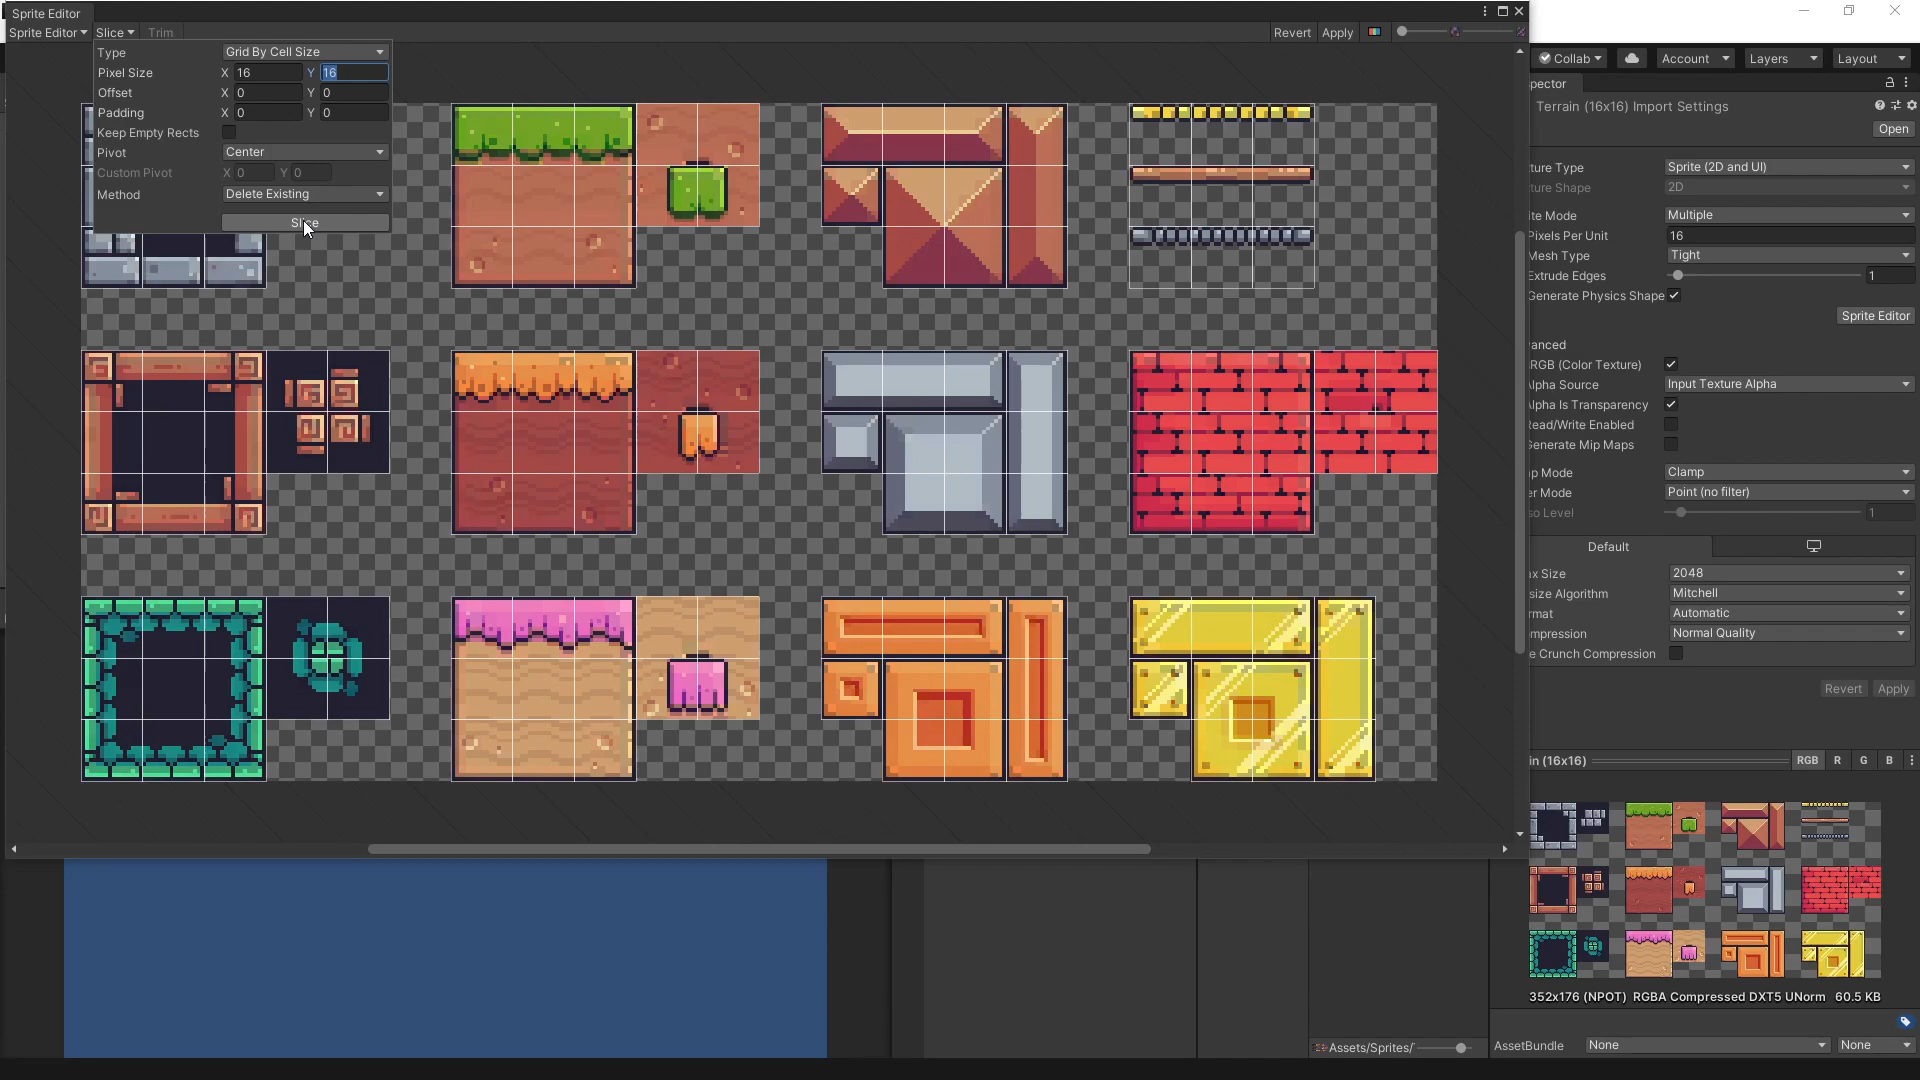 Sprite Editor
Sprite Editor Slice Trim Revert Apply
Type Grid By Cell Size
Pixel Size X 16 Y 16
Offset X 0 Y 0
Padding X 0 Y 0
Keep Empty Rects
Pivot Center
Custom Pivot X 0 Y 0
Method Delete Existing
Slice
Collab Account Layers Layout
pector
Terrain (16x16) Import Settings
Open
ture Type Sprite (2D and UI)
ture Shape 2D
ite Mode Multiple
Pixels Per Unit 16
Mesh Type Tight
Extrude Edges 1
Generate Physics Shape
Sprite Editor
anced
RGB (Color Texture)
Alpha Source Input Texture Alpha
Alpha Is Transparency
Read/Write Enabled
Generate Mip Maps
p Mode Clamp
er Mode Point (no filter)
so Level 1
Default
x Size 2048
size Algorithm Mitchell
rmat Automatic
mpression Normal Quality
e Crunch Compression
Revert Apply
in (16x16) RGB R G B
352x176 (NPOT) RGBA Compressed DXT5 UNorm 60.5 KB
Assets/Sprites/
AssetBundle None None